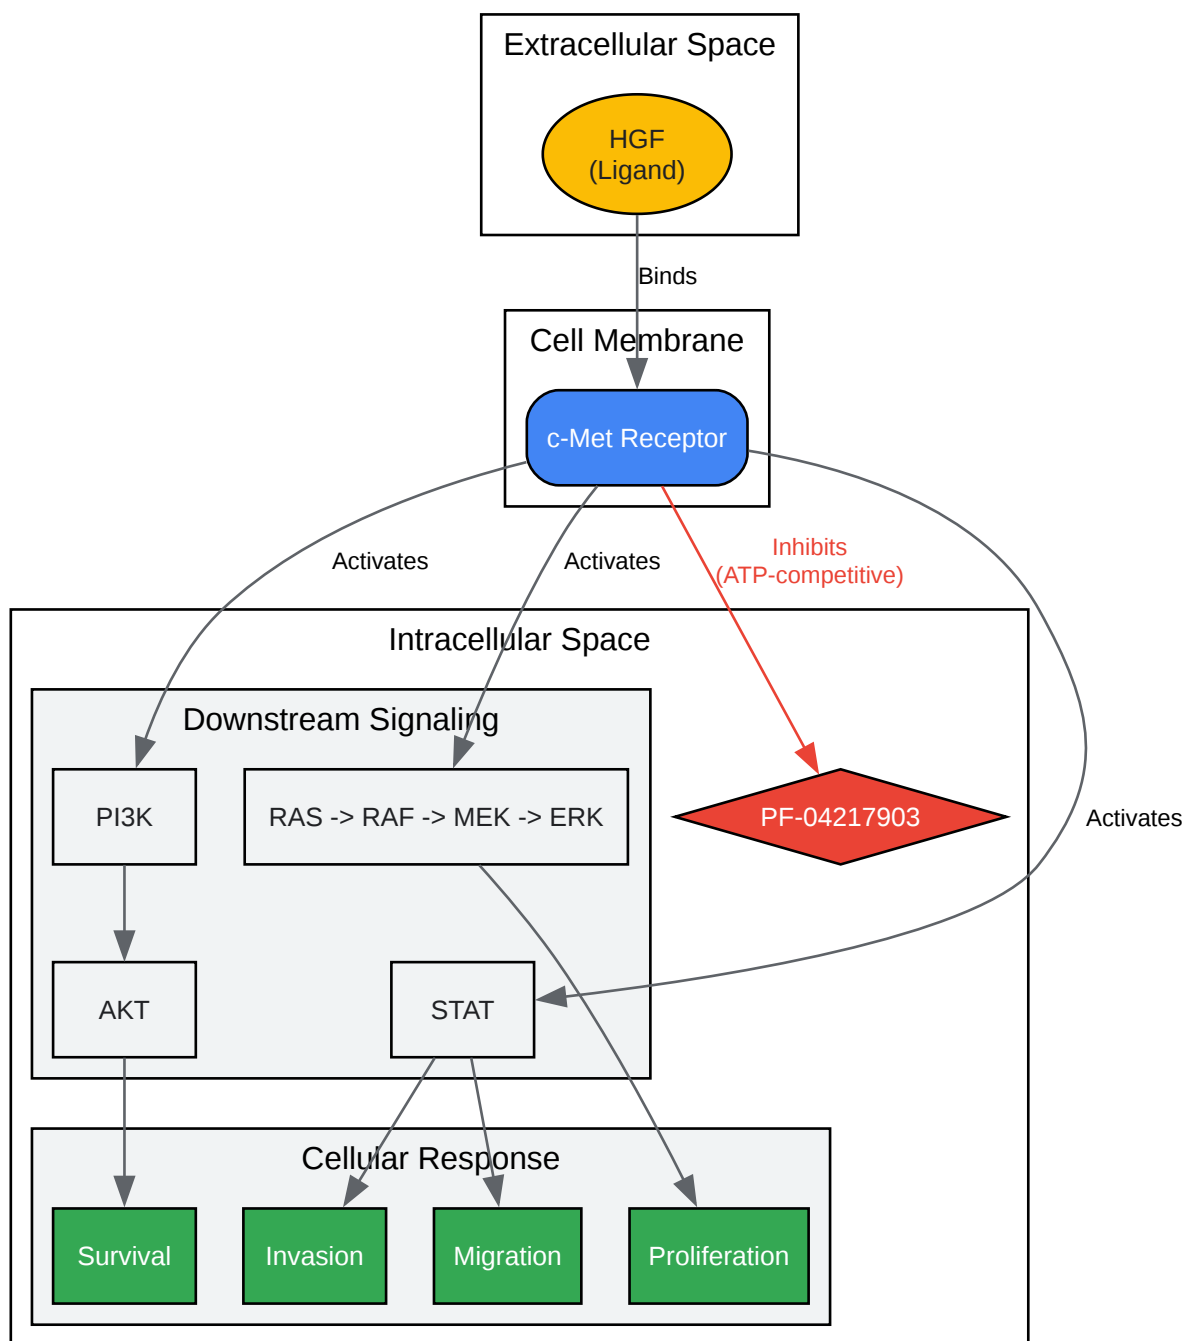 Extracellular Space
HGF
(Ligand)
Binds
Cell Membrane
c-Met Receptor
Activates
Activates
Inhibits
(ATP-competitive)
Intracellular Space
Downstream Signaling
PI3K
RAS -> RAF -> MEK -> ERK
PF-04217903
Activates
AKT
STAT
Cellular Response
Survival
Invasion
Migration
Proliferation